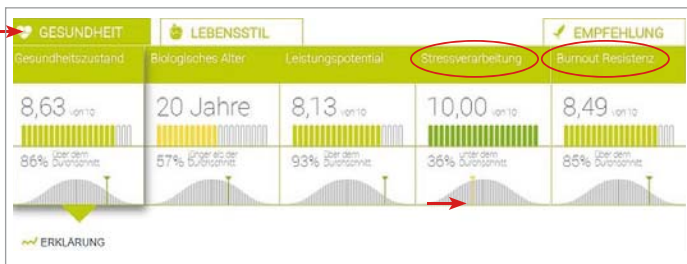 GESUNDHEIT LEBENSSTIL EMPFEHLUNG
Gesundheitszustand Biologisches Alter Leistungspotential Stressverarbeitung Burnout Resistenz
8,63 von 10 20 Jahre 8,13 von 10 10,00 von 10 8,49 von 10
86% über dem Durchschnitt 57% jünger als der Durchschnitt 93% über dem Durchschnitt 36% unter dem Durchschnitt 85% über dem Durchschnitt
ERKLÄRUNG